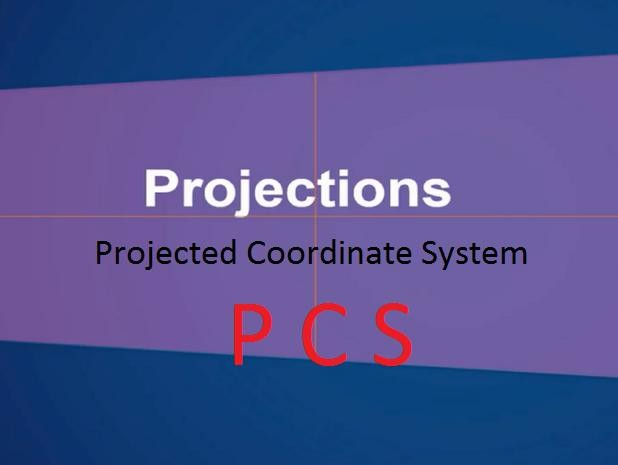 Projections
Projected Coordinate System
P C S